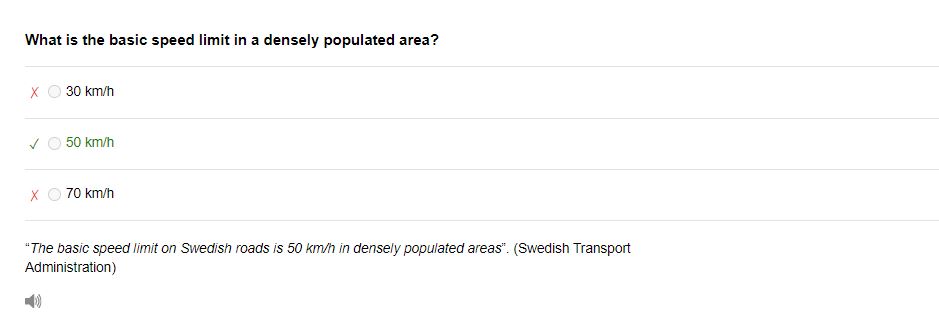 What is the basic speed limit in a densely populated area?
✗ 30 km/h
✓ 50 km/h
✗ 70 km/h
“The basic speed limit on Swedish roads is 50 km/h in densely populated areas”. (Swedish Transport
Administration)